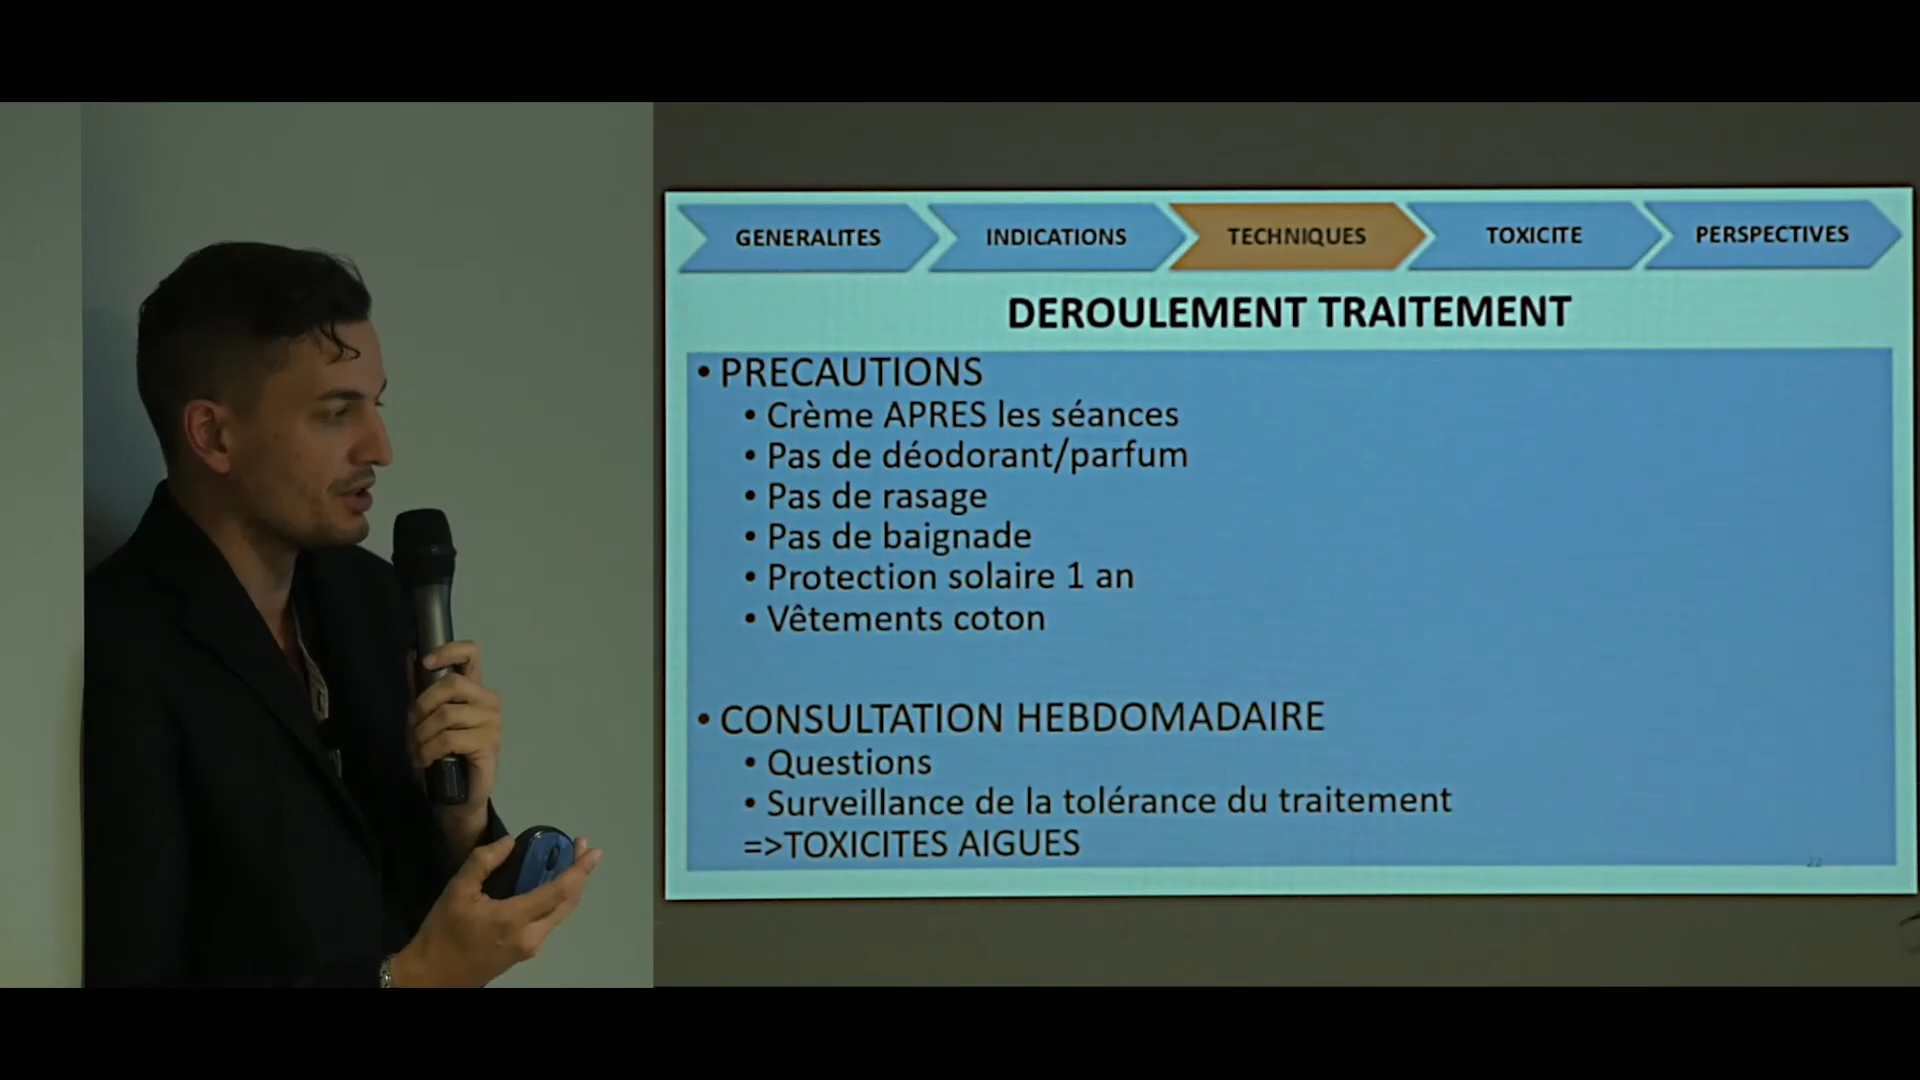 GENERALITES
INDICATIONS
TECHNIQUES
TOXICITE
PERSPECTIVES
DEROULEMENT TRAITEMENT
• PRECAUTIONS
• Crème APRES les séances
• Pas de déodorant/parfum
• Pas de rasage
• Pas de baignade
• Protection solaire 1 an
• Vêtements coton
• CONSULTATION HEBDOMADAIRE
• Questions
• Surveillance de la tolérance du traitement
=>TOXICITES AIGUES
22